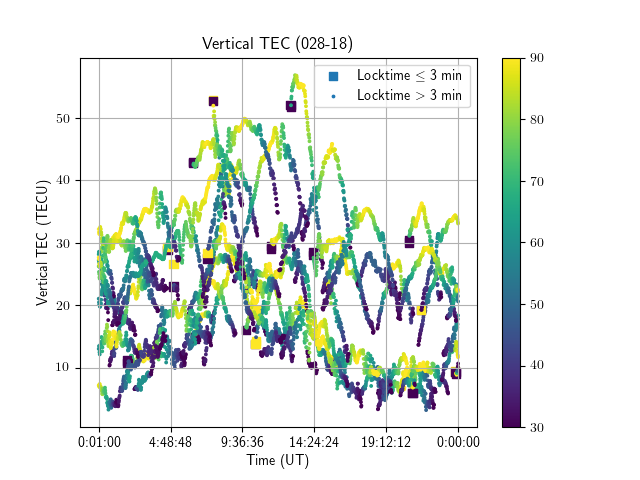 Vertical TEC (028-18)
Locktime ≤ 3 min
Locktime > 3 min
Vertical TEC (TECU)
50
40
30
20
10
0:01:00 4:48:48 9:36:36 14:24:24 19:12:12 0:00:00
Time (UT)
90
80
70
60
50
40
30